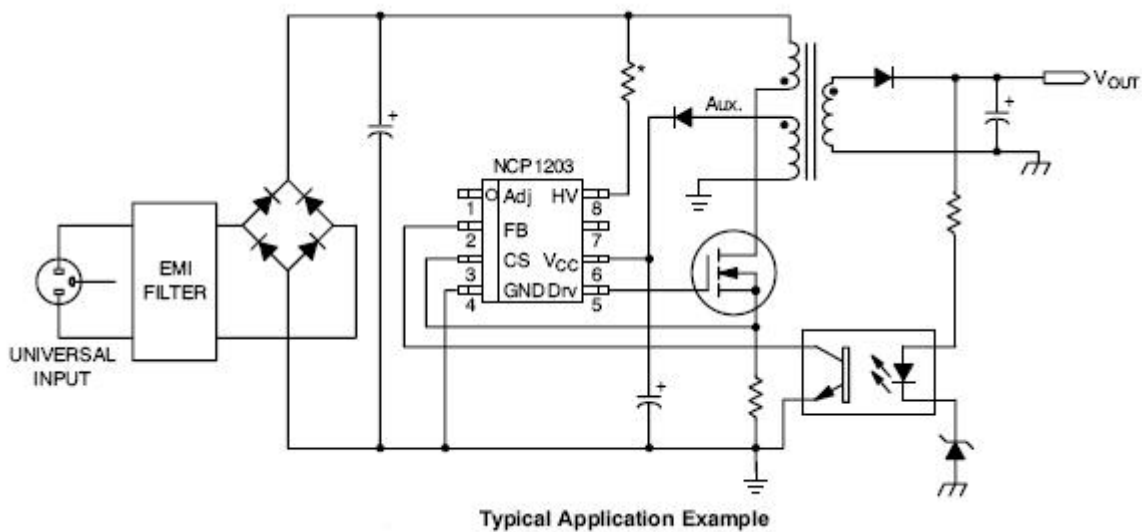 Aux.
V OUT
NCP1203
Adj HV
1 8
FB
2 7
CS VCC
3 6
GND Drv
4 5
EMI
FILTER
UNIVERSAL
INPUT
*
+
+
+
Typical Application Example